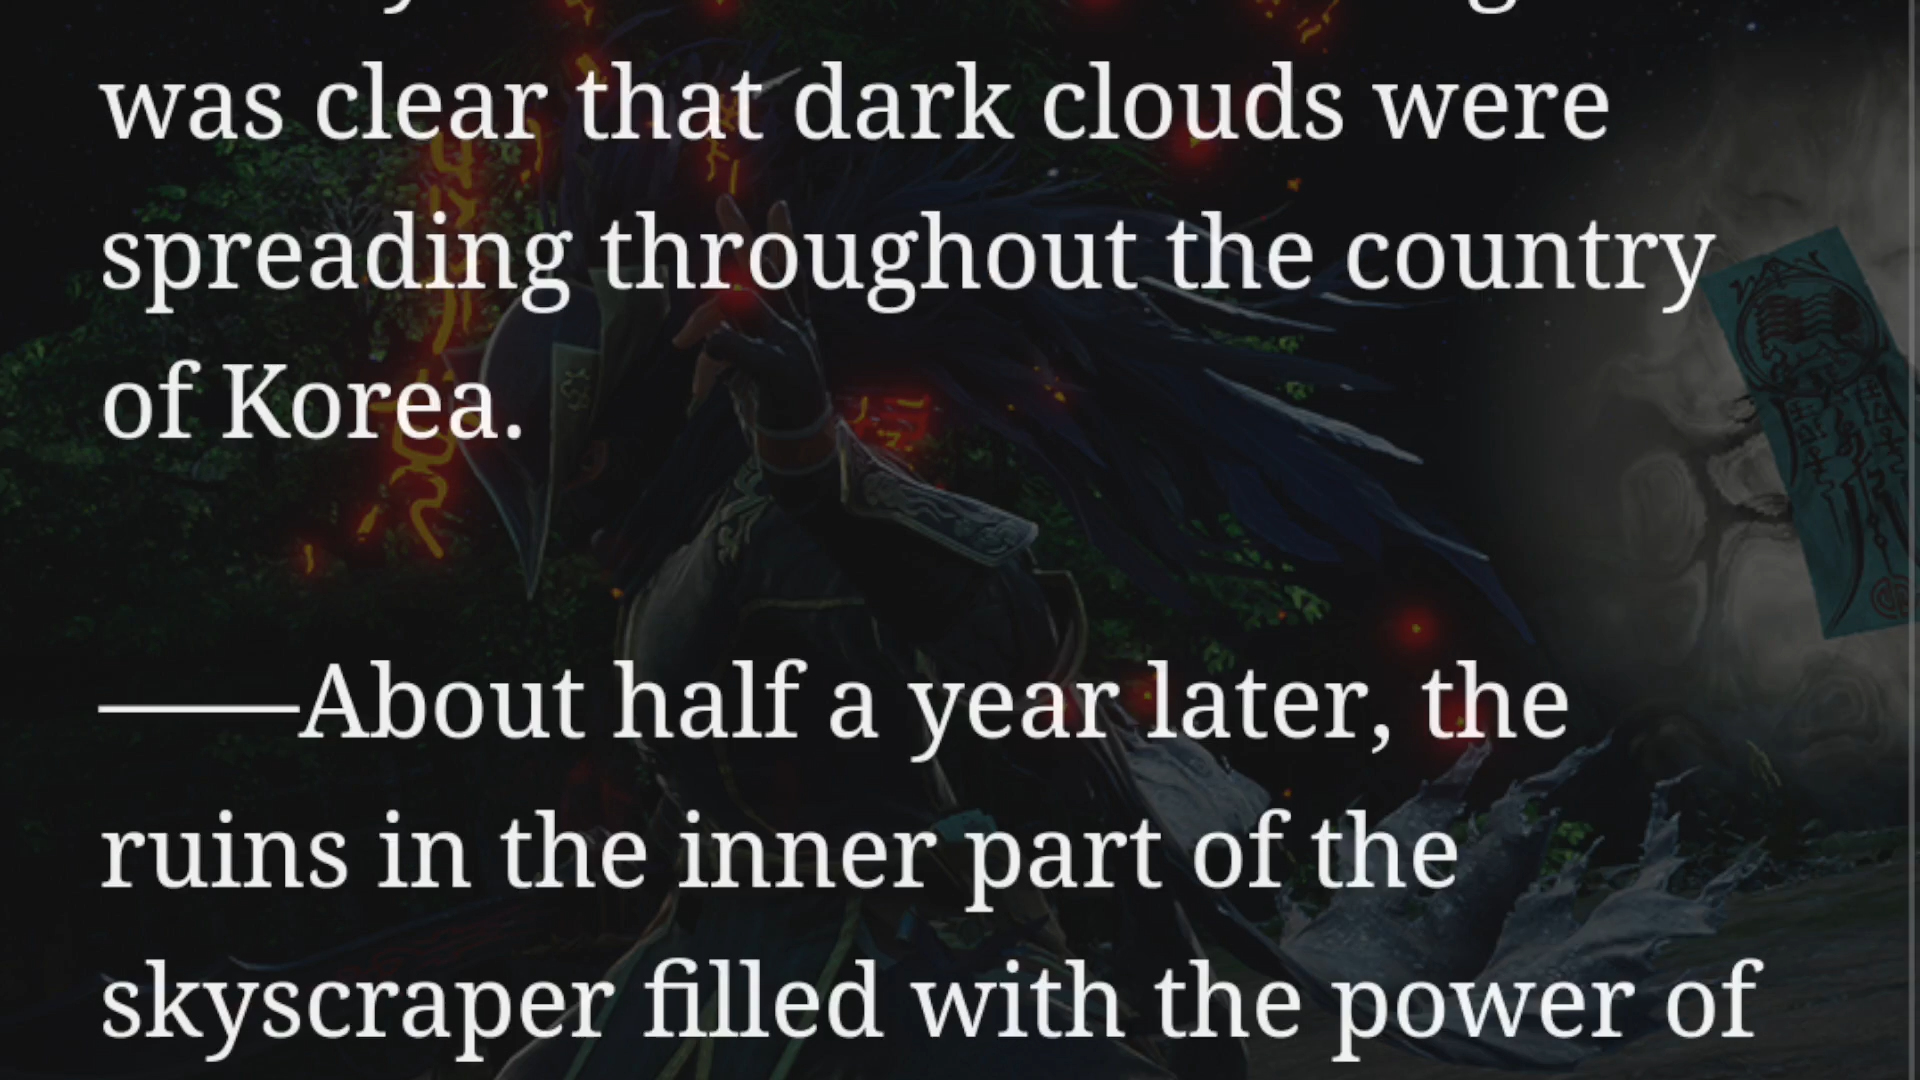 was clear that dark clouds were
spreading throughout the country
of Korea.
——About half a year later, the
ruins in the inner part of the
skyscraper filled with the power of